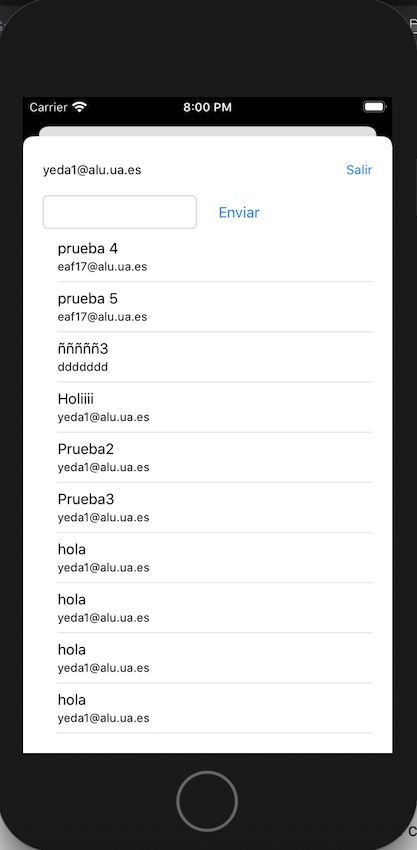 Carrier 8:00 PM
yeda1@alu.ua.es Salir
Enviar
prueba 4
eaf17@alu.ua.es
prueba 5
eaf17@alu.ua.es
ñññññ3
ddddddd
Holiiii
yeda1@alu.ua.es
Prueba2
yeda1@alu.ua.es
Prueba3
yeda1@alu.ua.es
hola
yeda1@alu.ua.es
hola
yeda1@alu.ua.es
hola
yeda1@alu.ua.es
hola
yeda1@alu.ua.es